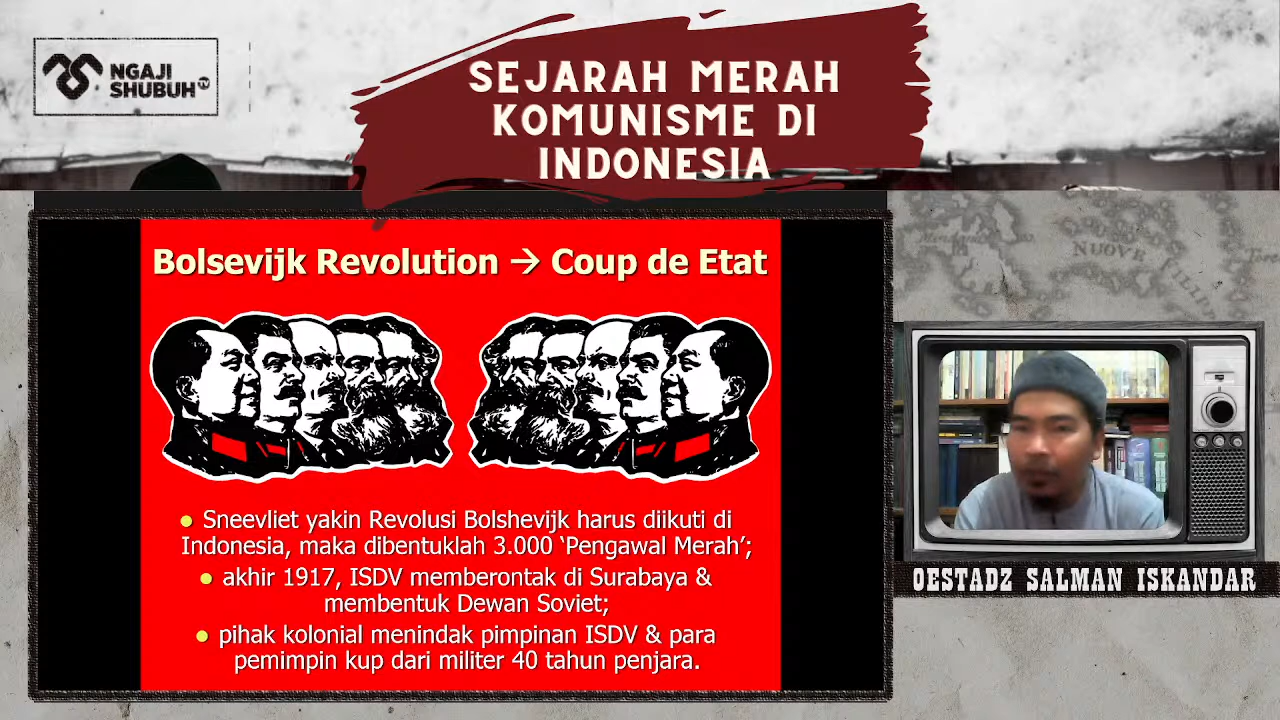 NGAJI
SHUBUH TV
SEJARAH MERAH
KOMUNISME DI
INDONESIA
NUOV
Bolsevijk Revolution → Coup de Etat
• Sneevliet yakin Revolusi Bolshevijk harus diikuti di
Indonesia, maka dibentuklah 3.000 ‘Pengawal Merah’;
• akhir 1917, ISDV memberontak di Surabaya &
membentuk Dewan Soviet;
• pihak kolonial menindak pimpinan ISDV & para
pemimpin kup dari militer 40 tahun penjara.
OESTADZ SALMAN ISKANDAR